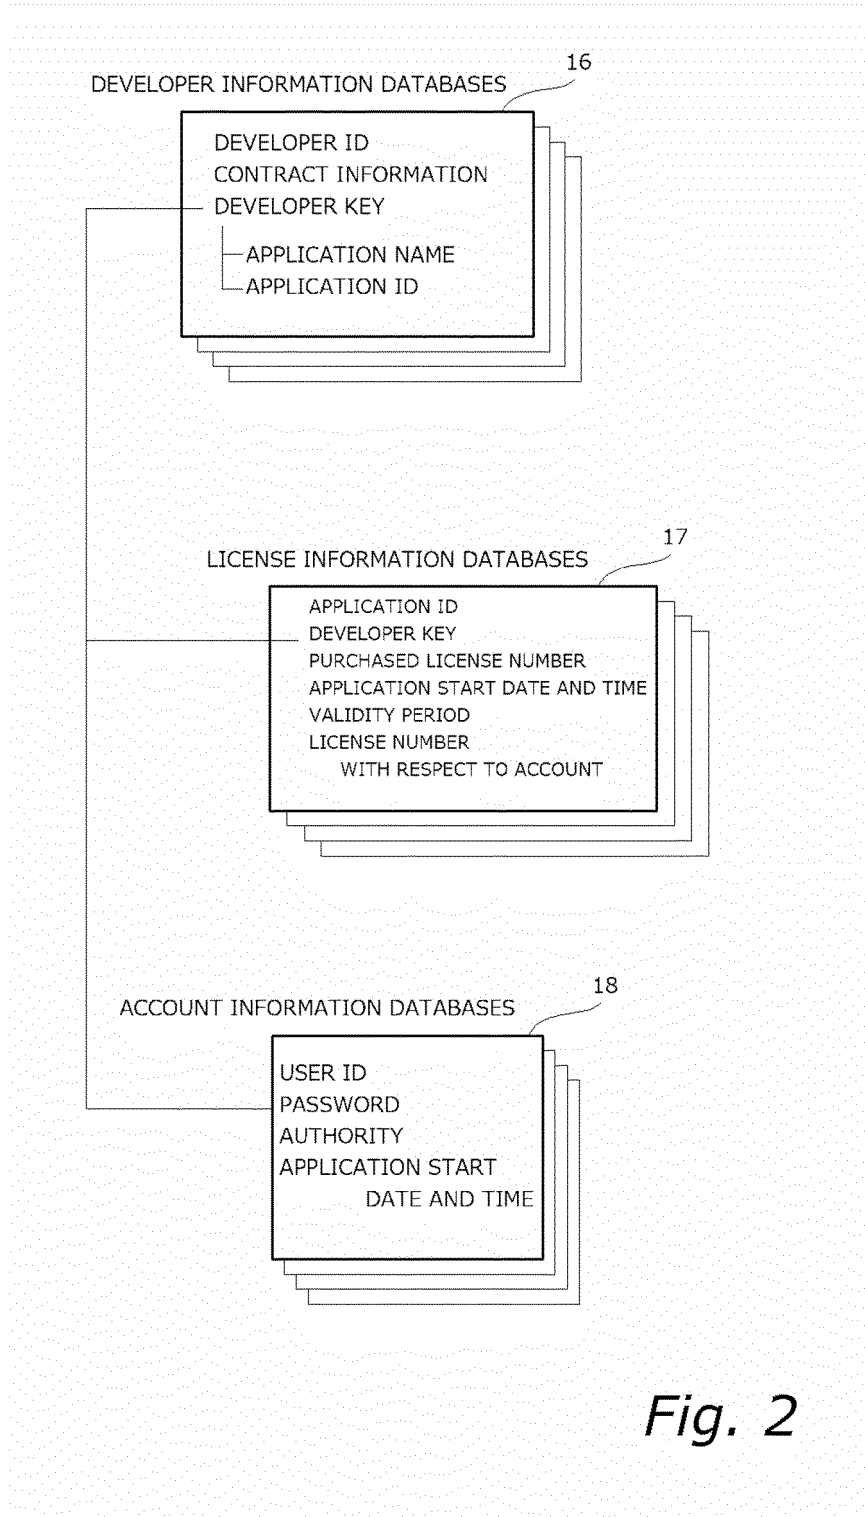 16
DEVELOPER INFORMATION DATABASES
DEVELOPER ID
CONTRACT INFORMATION
DEVELOPER KEY
APPLICATION NAME
APPLICATION ID
17
LICENSE INFORMATION DATABASES
APPLICATION ID
DEVELOPER KEY
PURCHASED LICENSE NUMBER
APPLICATION START DATE AND TIME
VALIDITY PERIOD
LICENSE NUMBER
WITH RESPECT TO ACCOUNT
18
ACCOUNT INFORMATION DATABASES
USER ID
PASSWORD
AUTHORITY
APPLICATION START
DATE AND TIME
Fig. 2